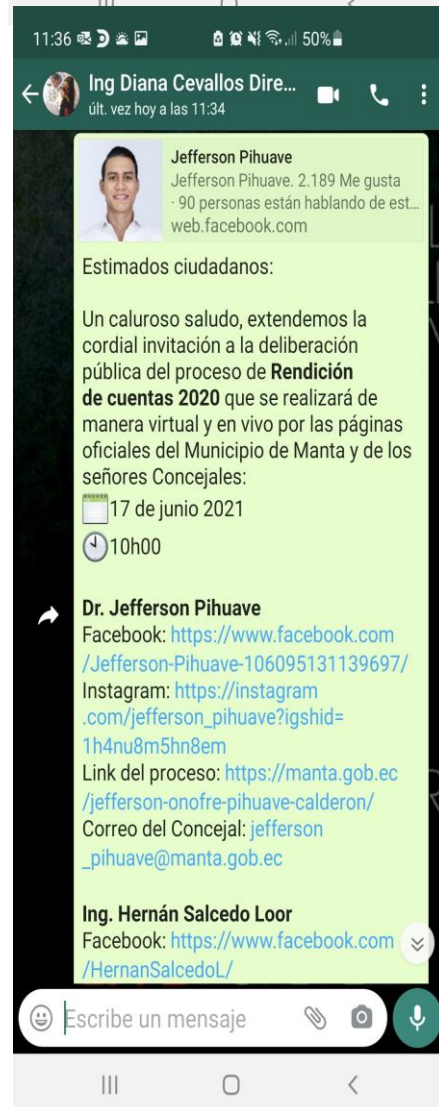 11:36 50%
Ing Diana Cevallos Dire...
últ. vez hoy a las 11:34
Jefferson Pihuave
Jefferson Pihuave. 2.189 Me gusta
· 90 personas están hablando de est...
web.facebook.com
Estimados ciudadanos:
Un caluroso saludo, extendemos la
cordial invitación a la deliberación
pública del proceso de Rendición
de cuentas 2020 que se realizará de
manera virtual y en vivo por las páginas
oficiales del Municipio de Manta y de los
señores Concejales:
17 de junio 2021
10h00
Dr. Jefferson Pihuave
Facebook: https://www.facebook.com
/Jefferson-Pihuave-106095131139697/
Instagram: https://instagram
.com/jefferson_pihuave?igshid=
1h4nu8m5hn8em
Link del proceso: https://manta.gob.ec
/jefferson-onofre-pihuave-calderon/
Correo del Concejal: jefferson
_pihuave@manta.gob.ec
Ing. Hernán Salcedo Loor
Facebook: https://www.facebook.com
/HernanSalcedoL/
Escribe un mensaje